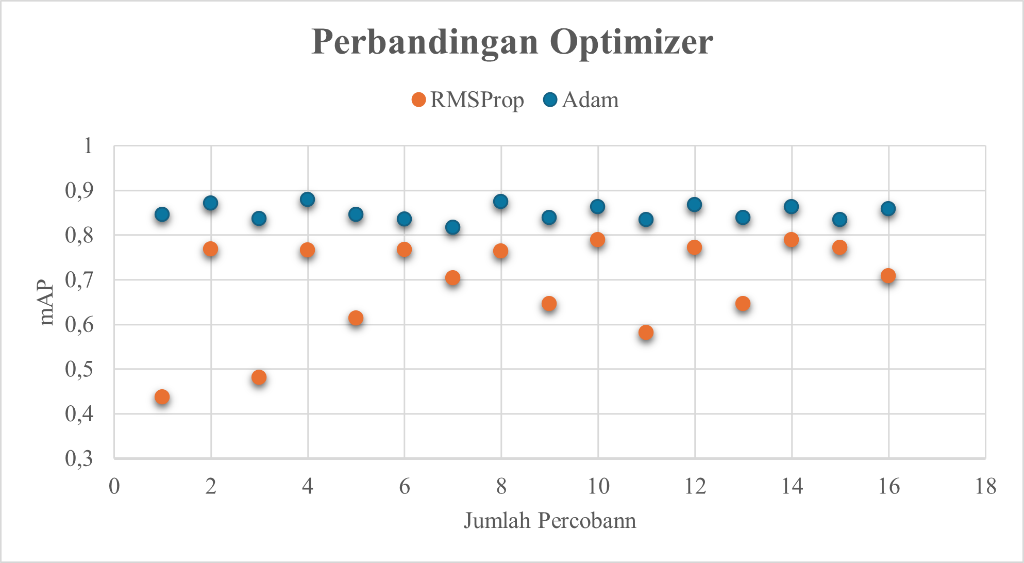 Perbandingan Optimizer
RMSProp Adam
1
0,9
0,8
0,7
0,6
0,5
0,4
0,3
mAP
0 2 4 6 8 10 12 14 16 18
Jumlah Percobann